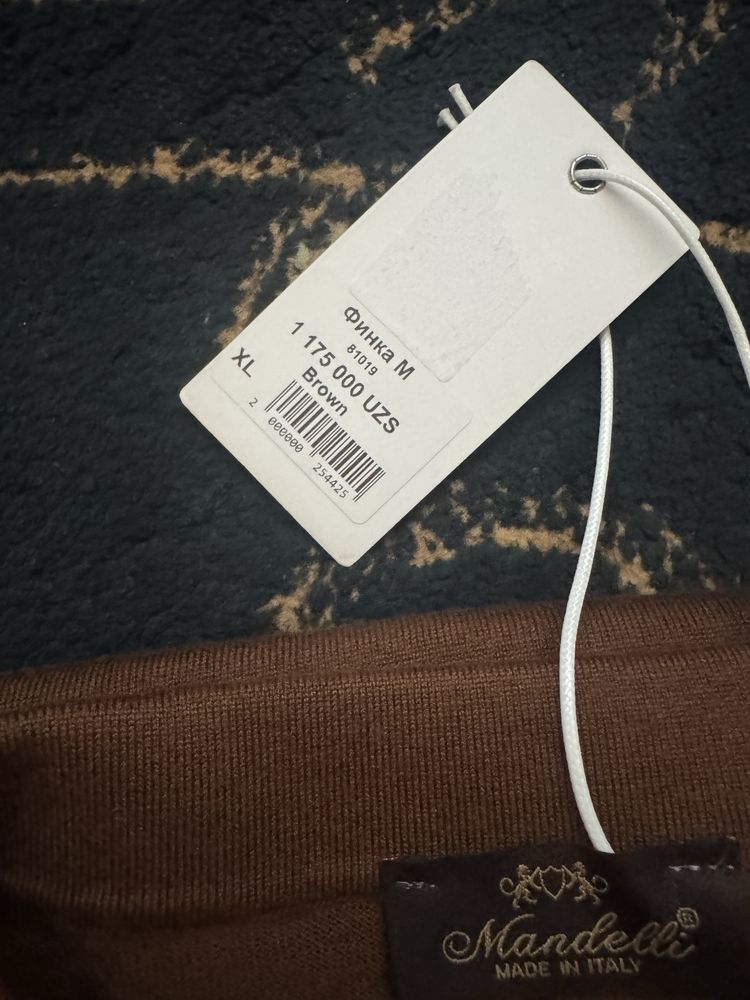 Финка М
81019
1 175 000 UZS
Brown
XL
2 000000 254425
Mandelli®
MADE IN ITALY